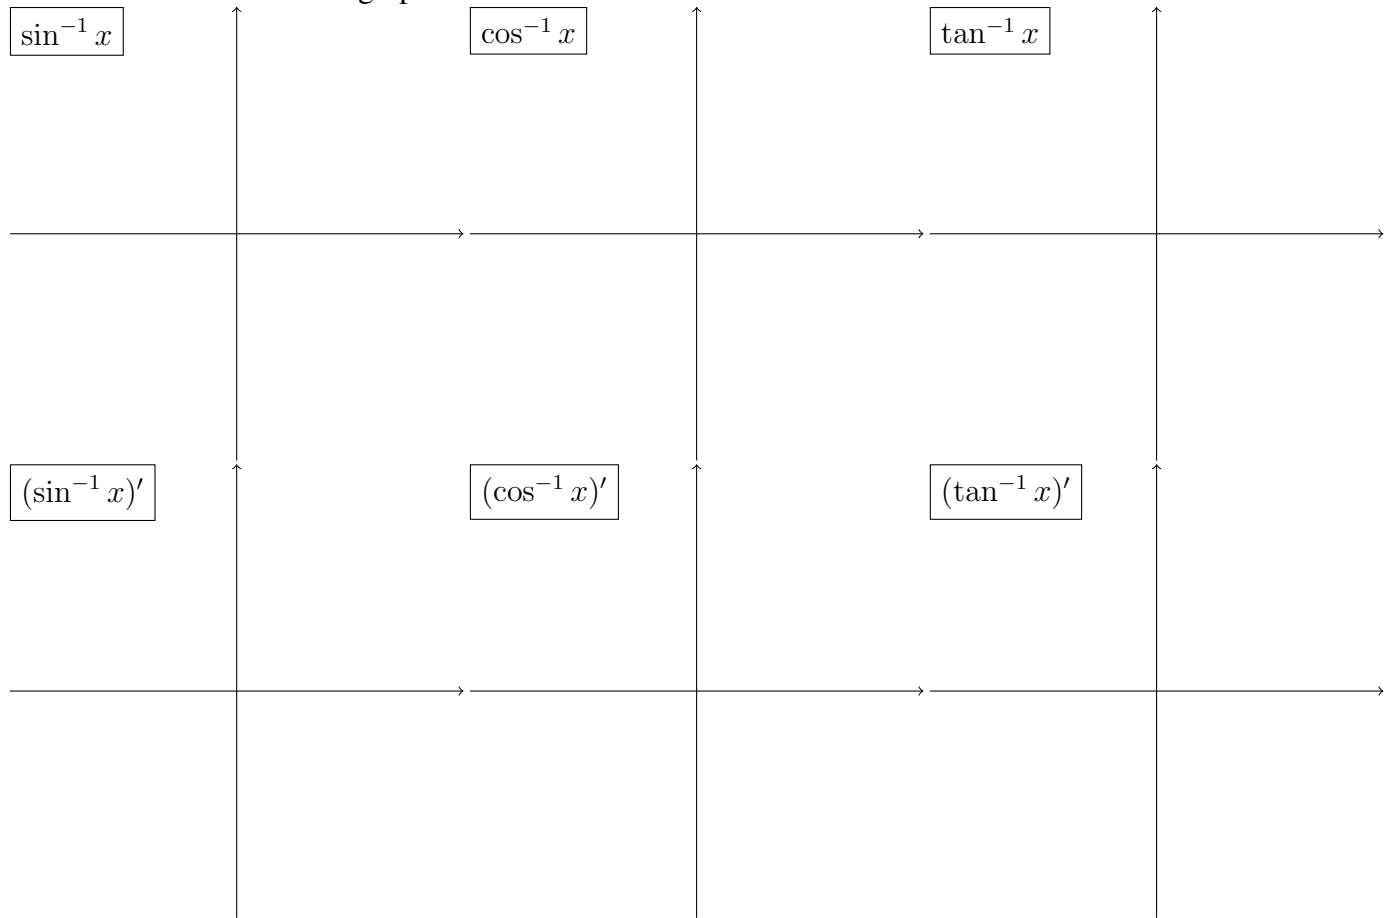 sin⁻¹ x cos⁻¹ x tan⁻¹ x
(sin⁻¹ x)′ (cos⁻¹ x)′ (tan⁻¹ x)′